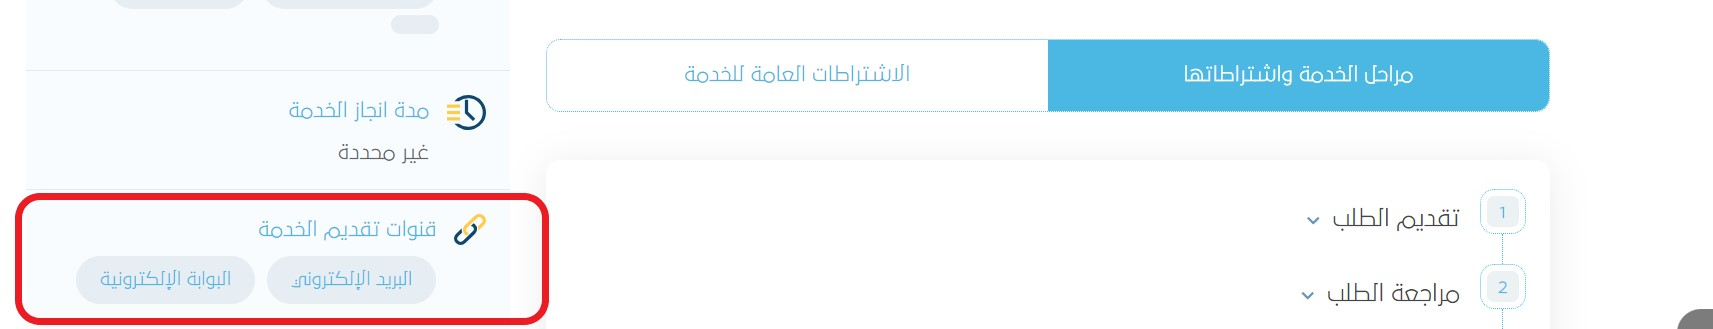 مراحل الخدمة واشتراطاتها
الاشتراطات العامة للخدمة
1
تقديم الطلب
2
مراجعة الطلب
مدة انجاز الخدمة
غير محددة
قنوات تقديم الخدمة
البريد الإلكتروني
البوابة الإلكترونية